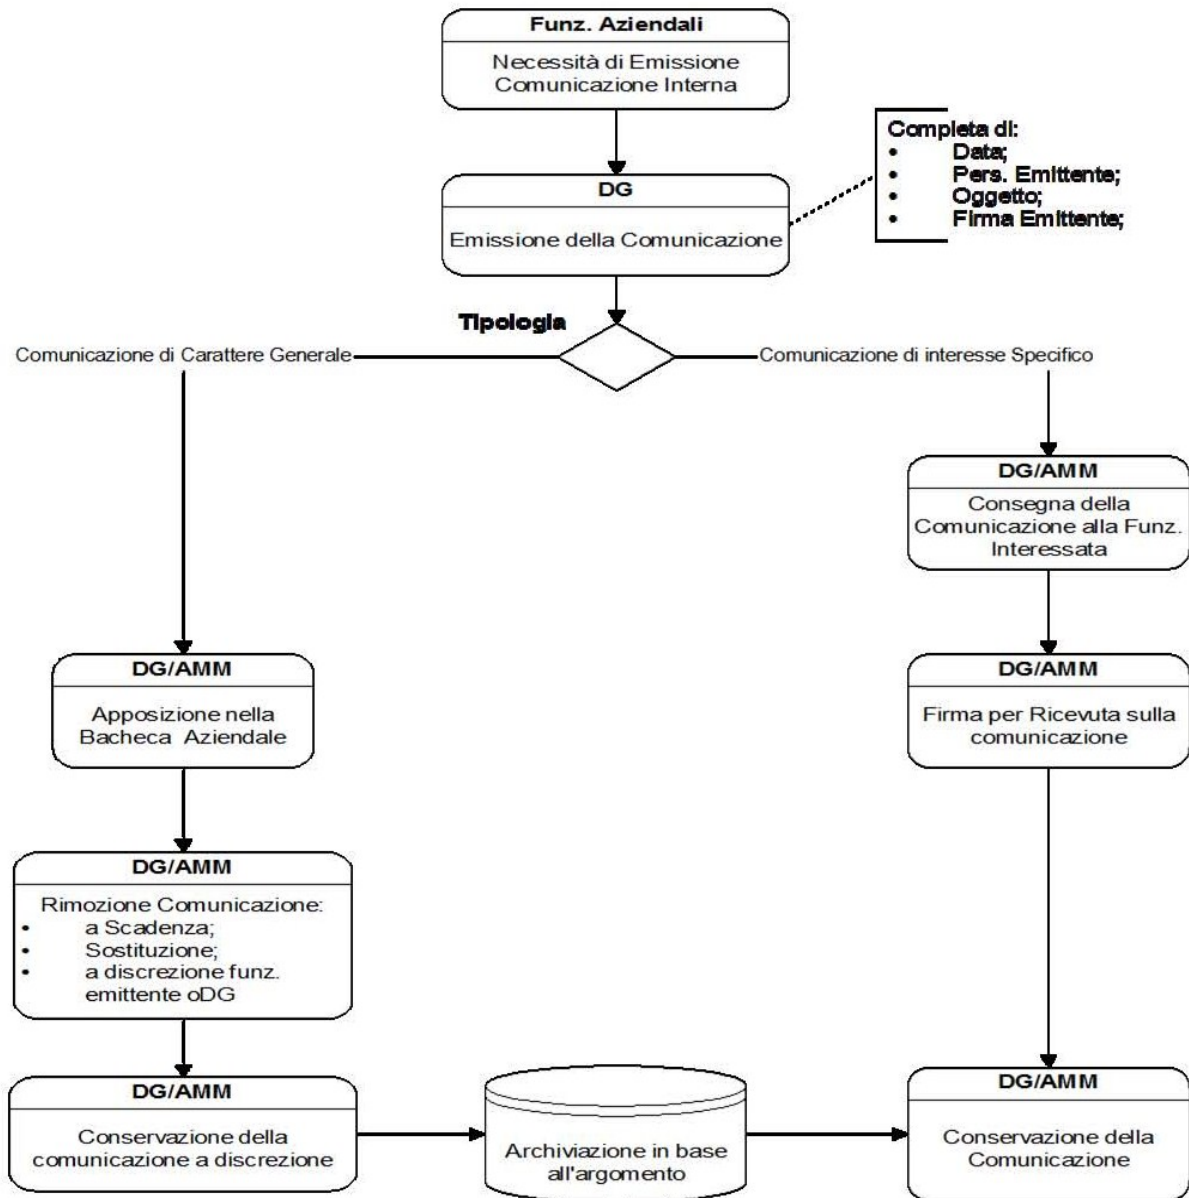 Funz. Aziendali
Necessità di Emissione
Comunicazione Interna
Completa di:
• Data;
• Pers. Emittente;
• Oggetto;
• Firma Emittente;
DG
Emissione della Comunicazione
Tipologia
Comunicazione di Carattere Generale
Comunicazione di interesse Specifico
DG/AMM
Consegna della
Comunicazione alla Funz.
Interessata
DG/AMM
Apposizione nella
Bacheca Aziendale
DG/AMM
Firma per Ricevuta sulla
comunicazione
DG/AMM
Rimozione Comunicazione:
• a Scadenza;
• Sostituzione;
• a discrezione funz.
emittente oDG
DG/AMM
Conservazione della
comunicazione a discrezione
Archiviazione in base
all'argomento
DG/AMM
Conservazione della
Comunicazione